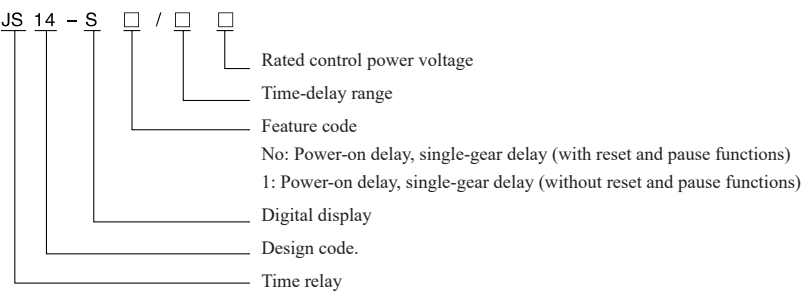 JS 14 - S □ / □ □
Rated control power voltage
Time-delay range
Feature code
No: Power-on delay, single-gear delay (with reset and pause functions)
1: Power-on delay, single-gear delay (without reset and pause functions)
Digital display
Design code.
Time relay